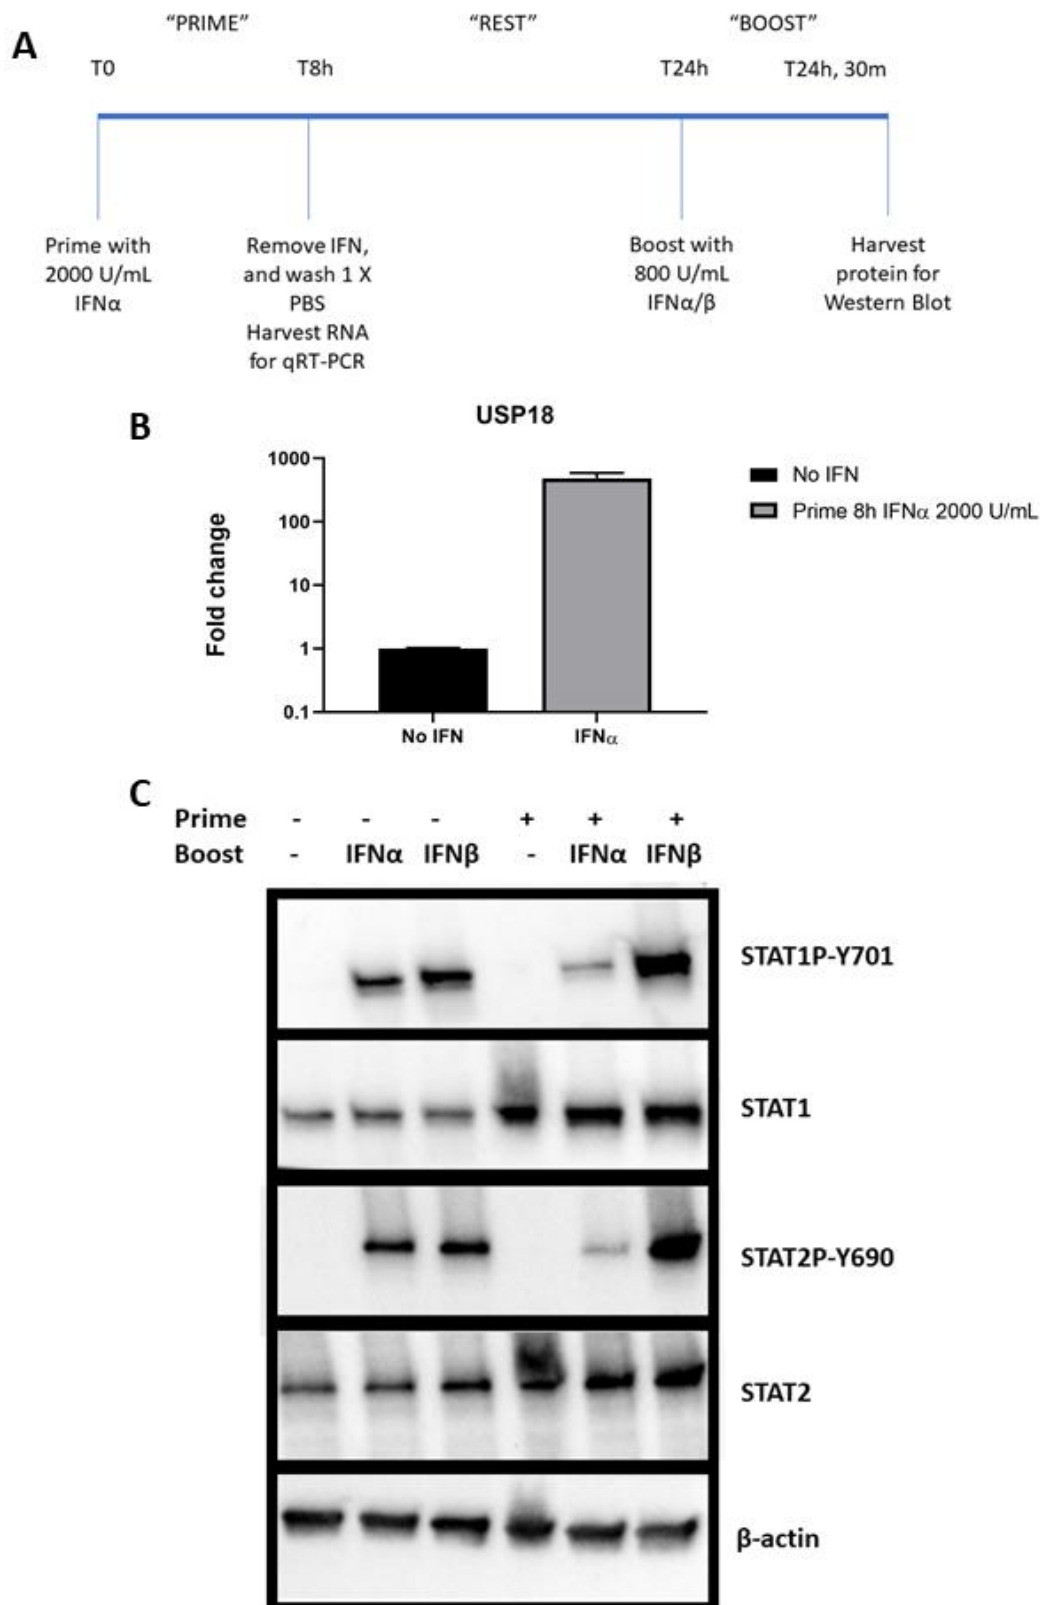 A
“PRIME” “REST” “BOOST”
T0 T8h T24h T24h, 30m
Prime with
2000 U/mL
IFNα
Remove IFN,
and wash 1 X
PBS
Harvest RNA
for qRT-PCR
Boost with
800 U/mL
IFNα/β
Harvest
protein for
Western Blot
B
USP18
Fold change
1000
100
10
1
0.1
No IFN IFNα
No IFN
Prime 8h IFNα 2000 U/mL
C
Prime - - - + + +
Boost - IFNα IFNβ - IFNα IFNβ
STAT1P-Y701
STAT1
STAT2P-Y690
STAT2
β-actin